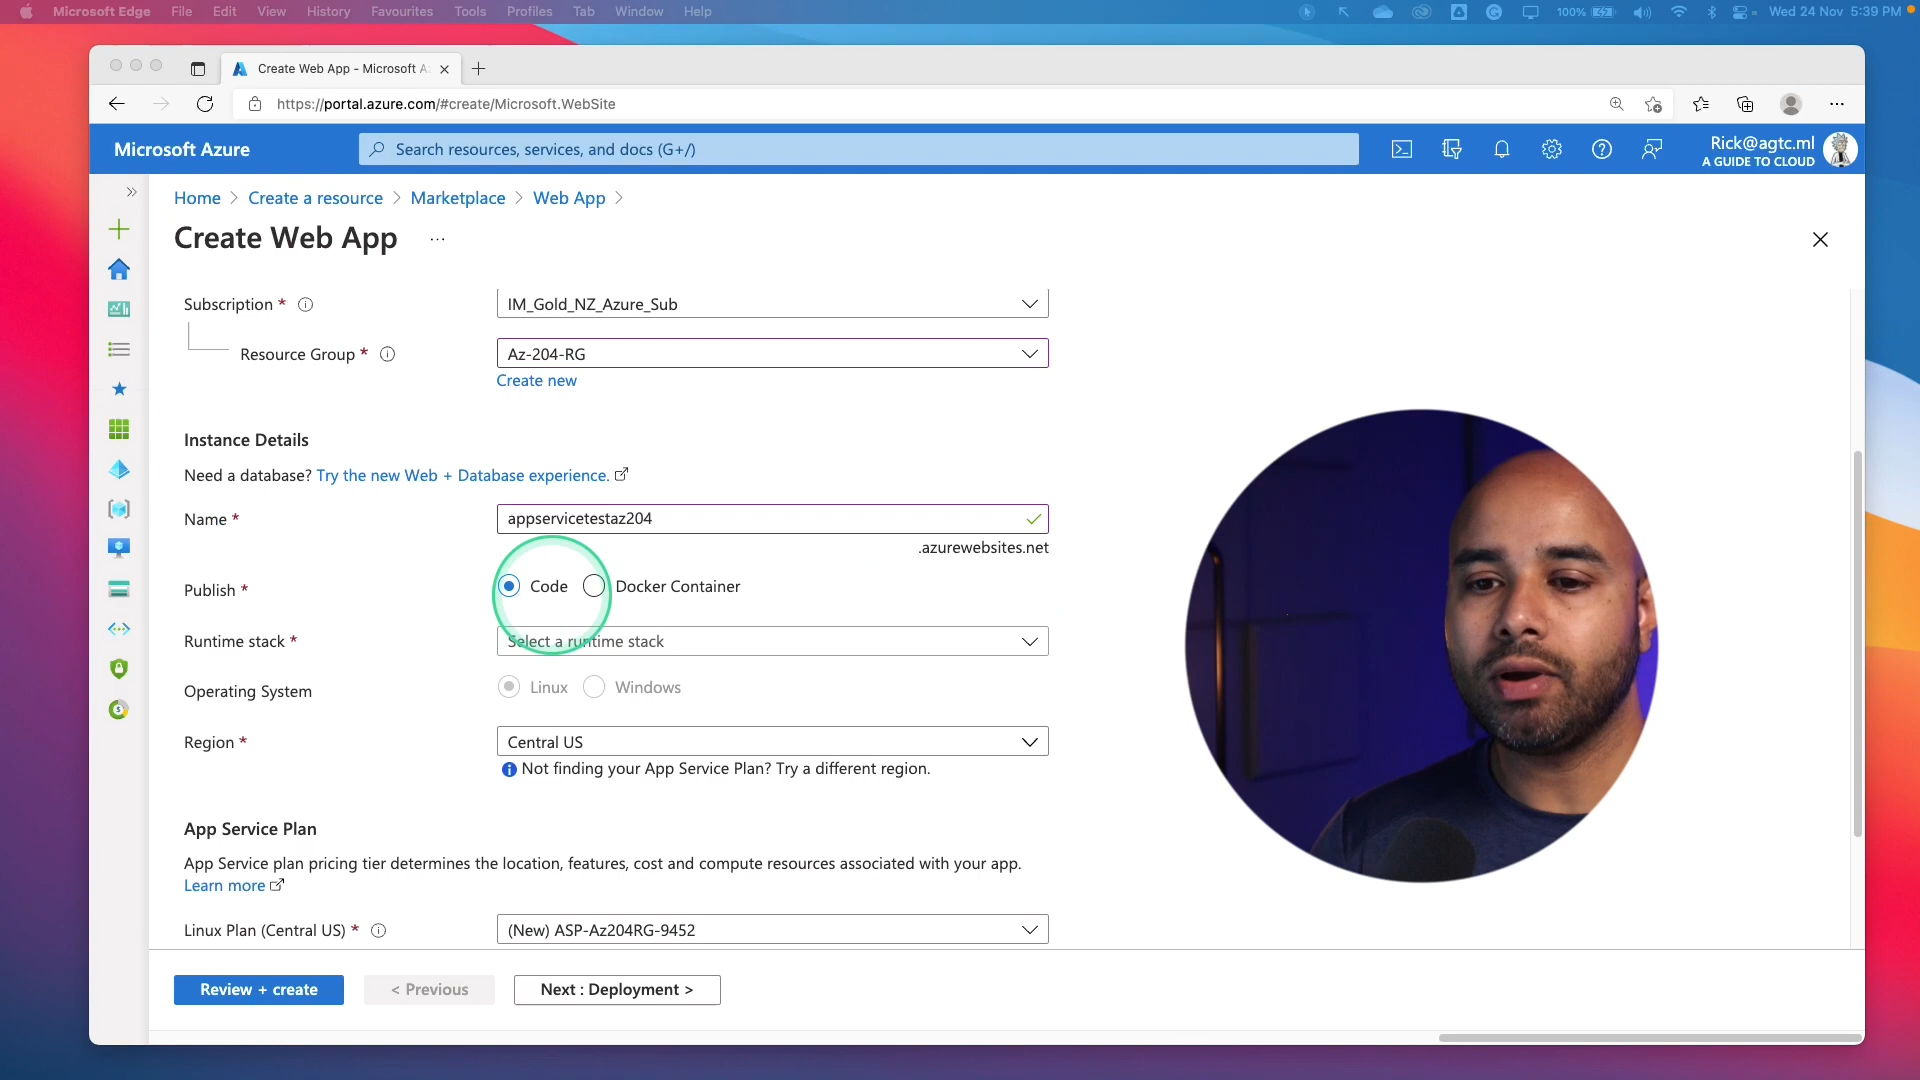 Microsoft Edge File Edit View History Favourites Tools Profiles Tab Window Help 100% Wed 24 Nov 5:39 PM
Create Web App - Microsoft A
https://portal.azure.com/#create/Microsoft.WebSite
Microsoft Azure
Search resources, services, and docs (G+/)
Rick@agtc.ml
A GUIDE TO CLOUD
Home > Create a resource > Marketplace > Web App >
Create Web App ...
Subscription * IM_Gold_NZ_Azure_Sub
Resource Group * Az-204-RG
Create new
Instance Details
Need a database? Try the new Web + Database experience.
Name * appservicetestaz204
.azurewebsites.net
Publish * Code Docker Container
Runtime stack * Select a runtime stack
Operating System Linux Windows
Region * Central US
Not finding your App Service Plan? Try a different region.
App Service Plan
App Service plan pricing tier determines the location, features, cost and compute resources associated with your app.
Learn more
Linux Plan (Central US) * (New) ASP-Az204RG-9452
Review + create < Previous Next : Deployment >